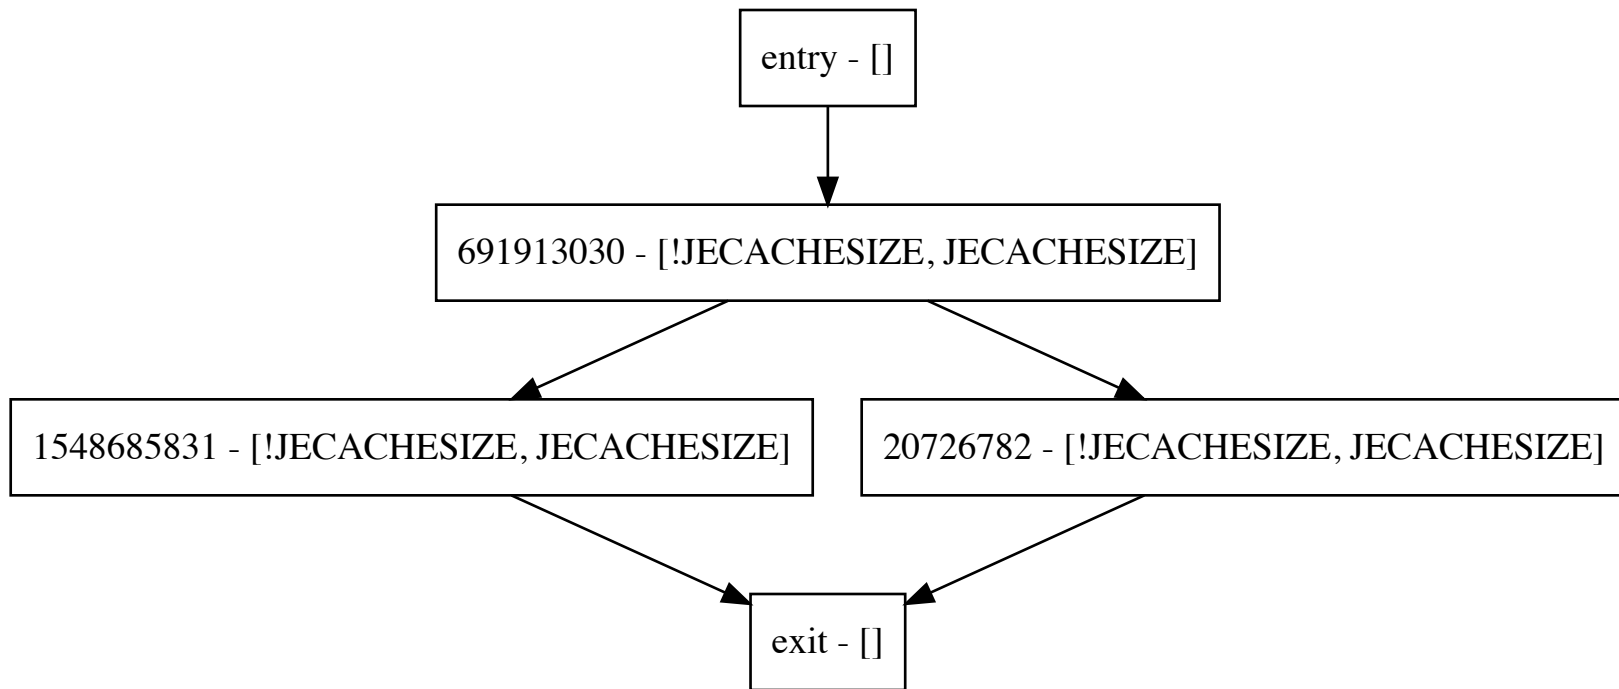 entry - []
691913030 - [!JECACHESIZE, JECACHESIZE]
1548685831 - [!JECACHESIZE, JECACHESIZE]
20726782 - [!JECACHESIZE, JECACHESIZE]
exit - []